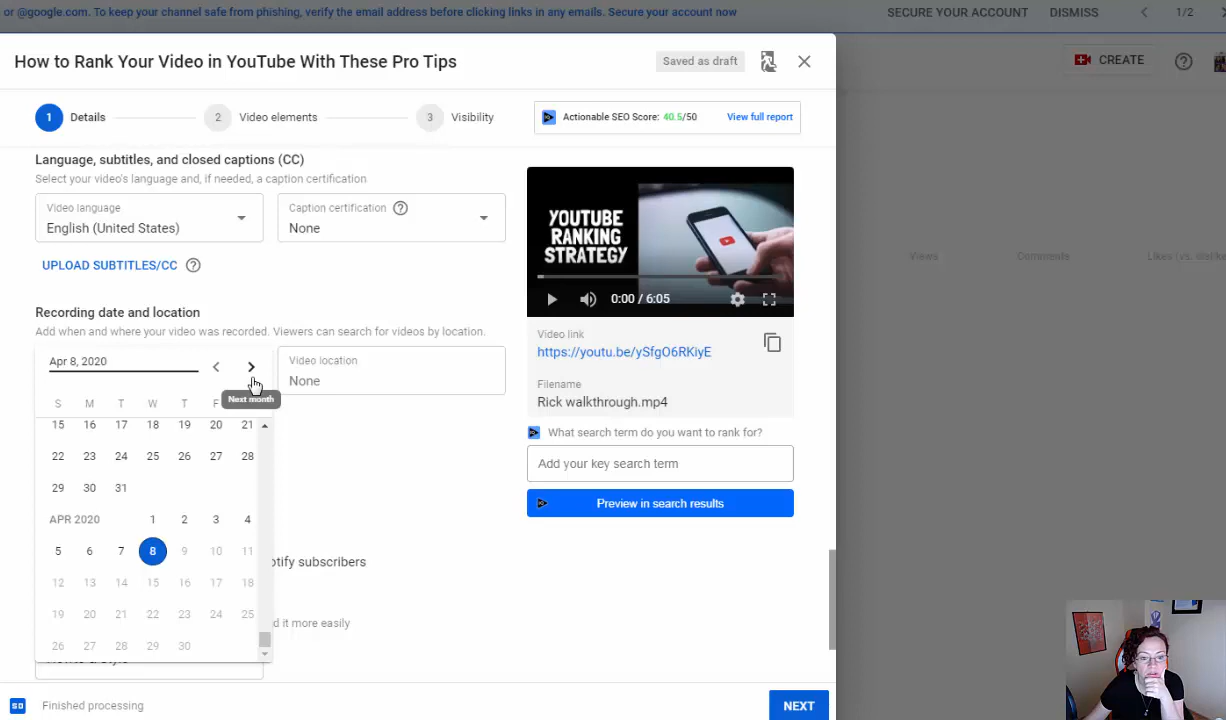 or @google.com. To keep your channel safe from phishing, verify the email address before clicking links in any emails. Secure your account now
SECURE YOUR ACCOUNT
DISMISS
1/2
How to Rank Your Video in YouTube With These Pro Tips
Saved as draft
CREATE
1 Details
2 Video elements
3 Visibility
Actionable SEO Score: 40.5/50
View full report
Language, subtitles, and closed captions (CC)
Select your video's language and, if needed, a caption certification
Video language
English (United States)
Caption certification
None
UPLOAD SUBTITLES/CC
Recording date and location
Add when and where your video was recorded. Viewers can search for videos by location.
Apr 8, 2020
Video location
None
Next month
S M T W T F
15 16 17 18 19 20 21
22 23 24 25 26 27 28
29 30 31
APR 2020 1 2 3 4
5 6 7 8 9 10 11
12 13 14 15 16 17 18
19 20 21 22 23 24 25
26 27 28 29 30
otify subscribers
d it more easily
YOUTUBE
RANKING
STRATEGY
0:00 / 6:05
Video link
https://youtu.be/ySfgO6RKiyE
Filename
Rick walkthrough.mp4
What search term do you want to rank for?
Add your key search term
Preview in search results
Views
Comments
Likes (vs. dislike
SD
Finished processing
NEXT